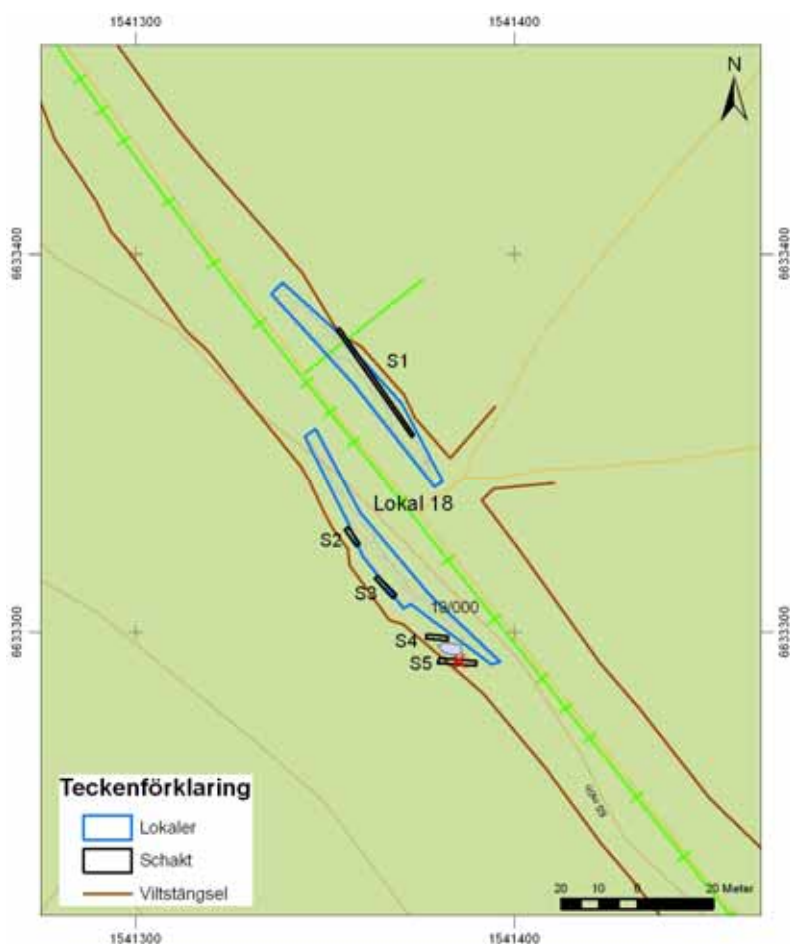 1541300 1541400
N
6633400 6633400
S1
Lokal 18
S2
S3
19/000
6633300 6633300
S4
S5
Teckenförklaring
Lokaler
Schakt
Viltstängsel
20 10 0 20 Meter
1541300 1541400